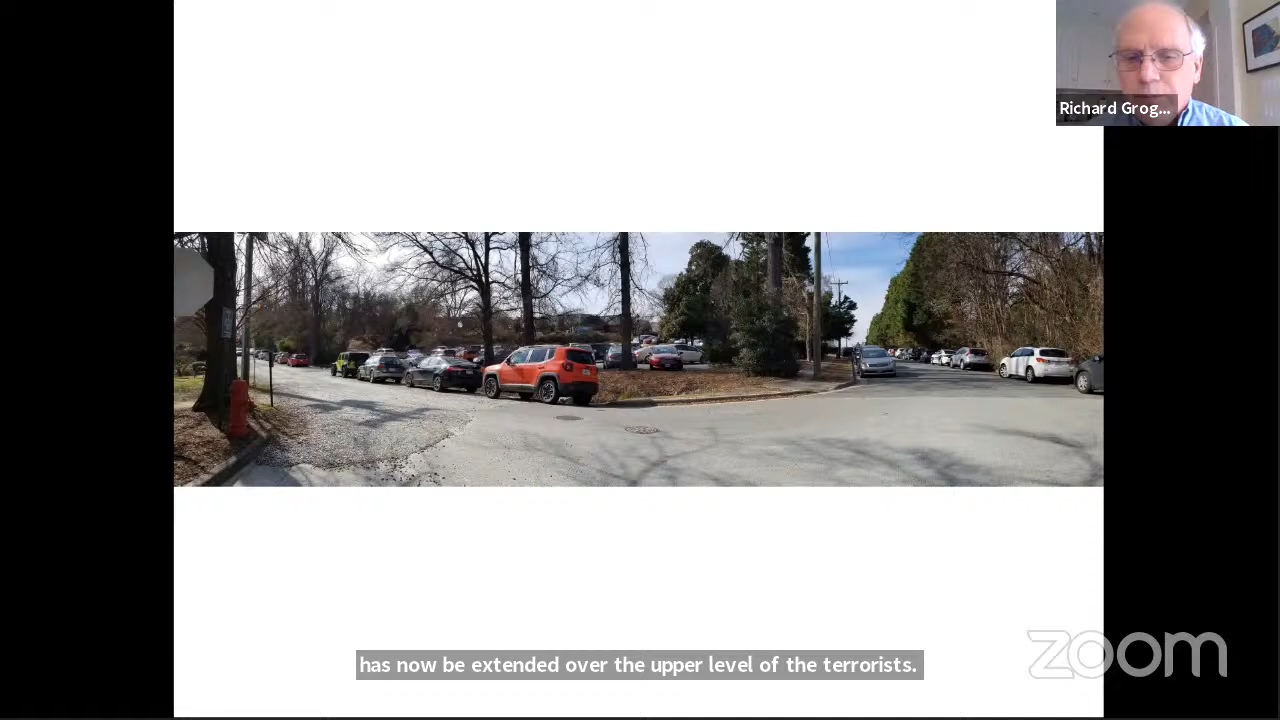 Richard Grog...
has now be extended over the upper level of the terrorists.
zoom